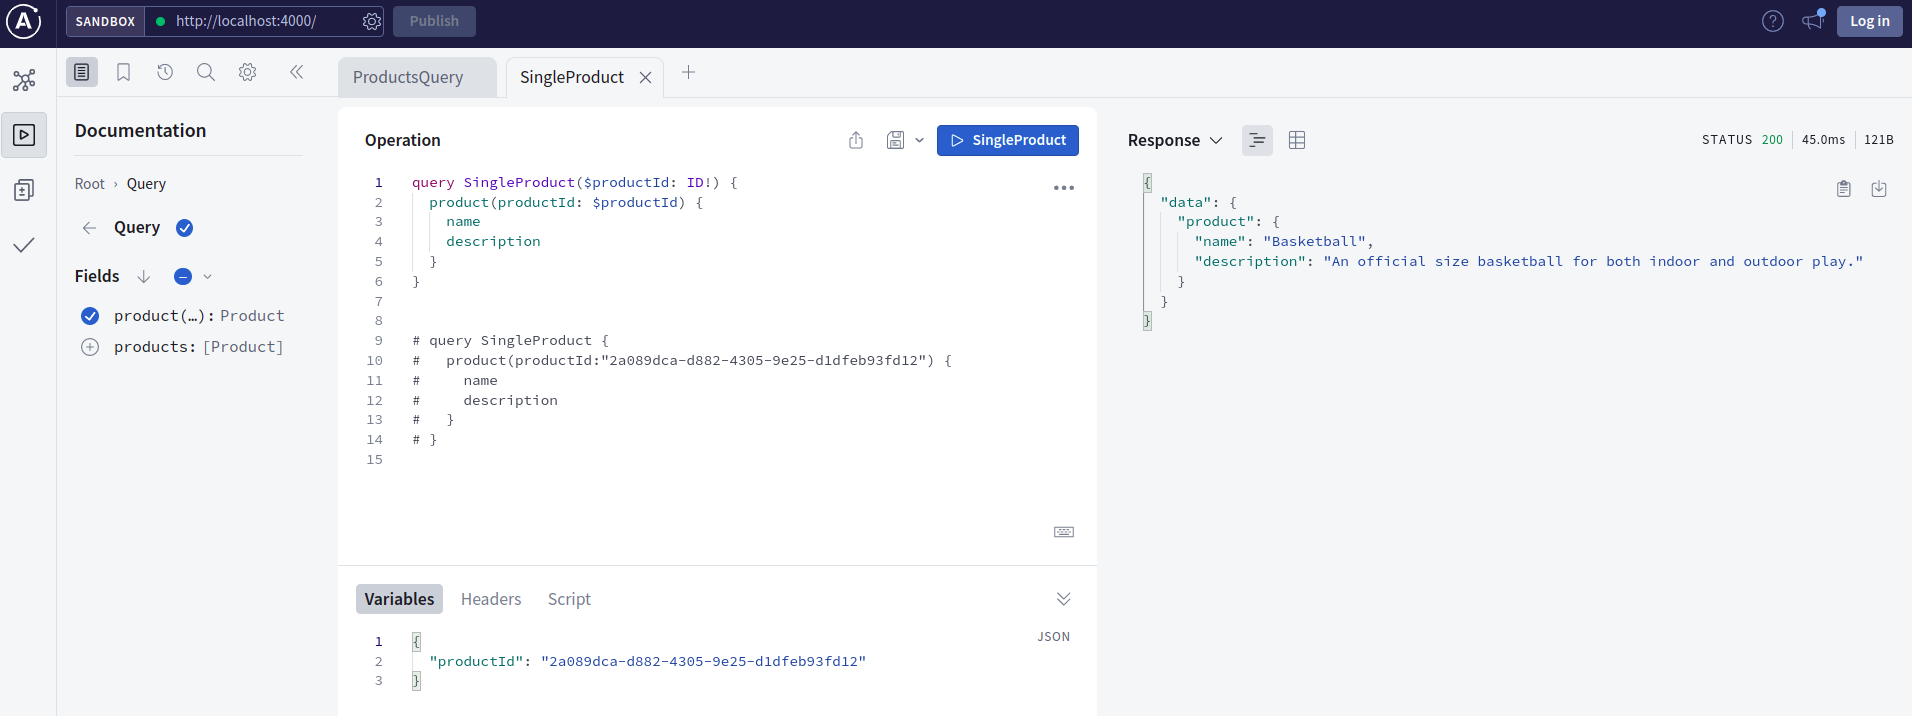 SANDBOX
http://localhost:4000/
Publish
Log in
ProductsQuery
SingleProduct
Documentation
Root › Query
Query
Fields
product(…): Product
products: [Product]
Operation
SingleProduct
1 query SingleProduct($productId: ID!) {
2 product(productId: $productId) {
3 name
4 description
5 }
6 }
7
8
9 # query SingleProduct {
10 # product(productId:"2a089dca-d882-4305-9e25-d1dfeb93fd12") {
11 # name
12 # description
13 # }
14 # }
15
Variables Headers Script
JSON
1 {
2 "productId": "2a089dca-d882-4305-9e25-d1dfeb93fd12"
3 }
Response
STATUS 200 45.0ms 121B
{
"data": {
"product": {
"name": "Basketball",
"description": "An official size basketball for both indoor and outdoor play."
}
}
}